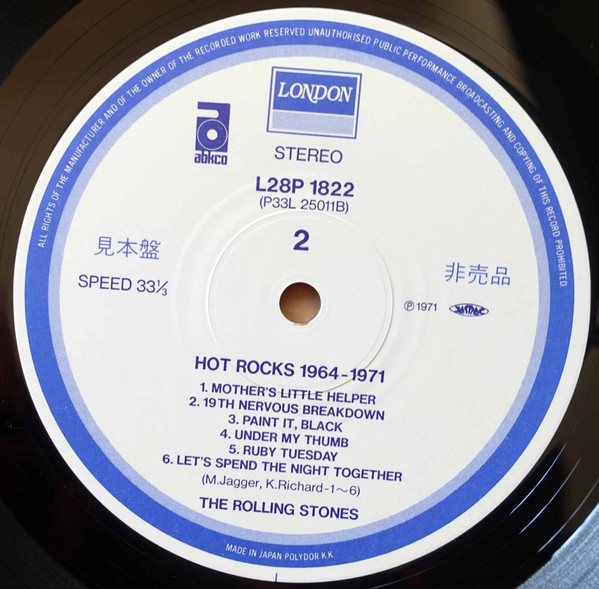 ALL RIGHTS OF THE MANUFACTURER AND OF THE OWNER OF THE RECORDED WORK RESERVED UNAUTHORISED PUBLIC PERFORMANCE BROADCASTING AND COPYING OF THIS RECORD PROHIBITED.
LONDON
abkco
STEREO
L28P 1822
(P33L 25011B)
2
見本盤
非売品
SPEED 33⅓
Ⓟ 1971 JASRAC
HOT ROCKS 1964-1971
1. MOTHER'S LITTLE HELPER
2. 19TH NERVOUS BREAKDOWN
3. PAINT IT, BLACK
4. UNDER MY THUMB
5. RUBY TUESDAY
6. LET'S SPEND THE NIGHT TOGETHER
(M.Jagger, K.Richard-1～6)
THE ROLLING STONES
MADE IN JAPAN POLYDOR K.K.